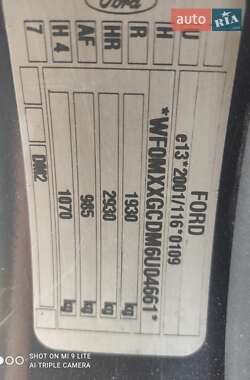 Ford
FORD
e13*2001/116*0109
*WF0MXXGCDM6U04661*
1930 kg
2930 kg
985 kg
1070 kg
U
H
R
HR
AF
H 4
7
AUTO
RIA
SHOT ON MI 9 LITE
AI TRIPLE CAMERA